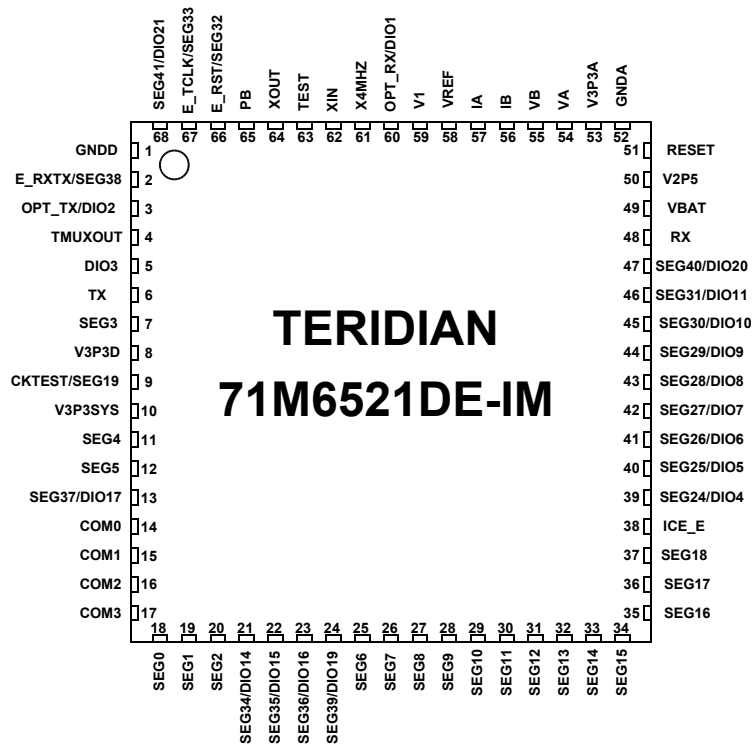 SEG41/DIO21
E_TCLK/SEG33
E_RST/SEG32
PB
XOUT
TEST
XIN
X4MHZ
OPT_RX/DIO1
V1
VREF
IA
IB
VB
VA
V3P3A
GNDA
68 67 66 65 64 63 62 61 60 59 58 57 56 55 54 53 52
GNDD 1
E_RXTX/SEG38 2
OPT_TX/DIO2 3
TMUXOUT 4
DIO3 5
TX 6
SEG3 7
V3P3D 8
CKTEST/SEG19 9
V3P3SYS 10
SEG4 11
SEG5 12
SEG37/DIO17 13
COM0 14
COM1 15
COM2 16
COM3 17
TERIDIAN
71M6521DE-IM
51 RESET
50 V2P5
49 VBAT
48 RX
47 SEG40/DIO20
46 SEG31/DIO11
45 SEG30/DIO10
44 SEG29/DIO9
43 SEG28/DIO8
42 SEG27/DIO7
41 SEG26/DIO6
40 SEG25/DIO5
39 SEG24/DIO4
38 ICE_E
37 SEG18
36 SEG17
35 SEG16
18 19 20 21 22 23 24 25 26 27 28 29 30 31 32 33 34
SEG0
SEG1
SEG2
SEG34/DIO14
SEG35/DIO15
SEG36/DIO16
SEG39/DIO19
SEG6
SEG7
SEG8
SEG9
SEG10
SEG11
SEG12
SEG13
SEG14
SEG15